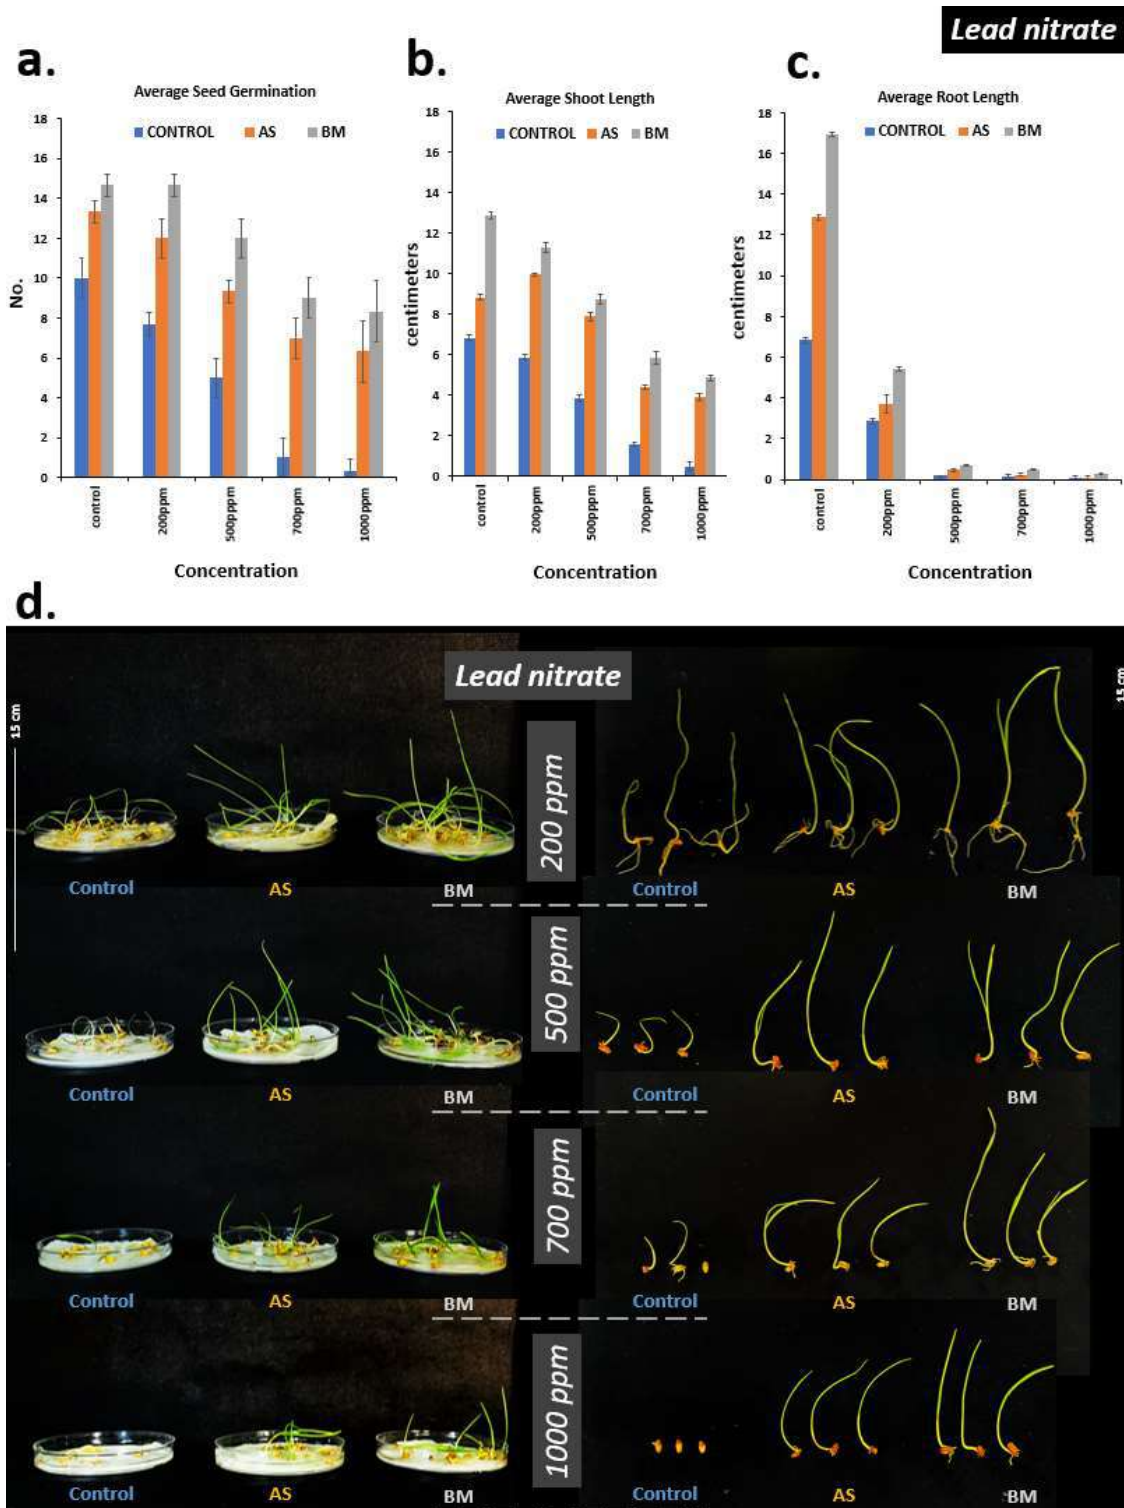 Lead nitrate
a.
Average Seed Germination
CONTROL AS BM
18
16
14
12
10
8
6
4
2
0
No.
control
200ppm
500pppm
700ppm
1000ppm
Concentration
b.
Average Shoot Length
CONTROL AS BM
18
16
14
12
10
8
6
4
2
0
centimeters
control
200ppm
500pppm
700ppm
1000ppm
Concentration
c.
Average Root Length
CONTROL AS BM
18
16
14
12
10
8
6
4
2
0
centimeters
control
200ppm
500pppm
700ppm
1000ppm
Concentration
d.
Lead nitrate
15 cm
15 cm
200 ppm
Control AS BM
Control AS BM
500 ppm
Control AS BM
Control AS BM
700 ppm
Control AS BM
Control AS BM
1000 ppm
Control AS BM
Control AS BM